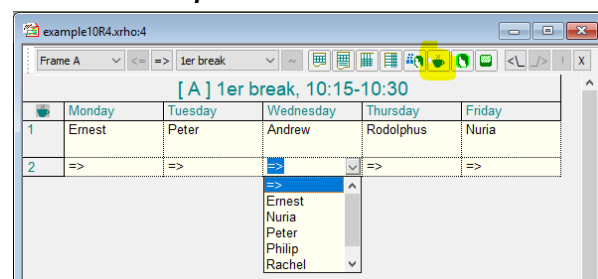 example10R4.xrho:4
Frame A <= => 1er break ~ <\_ _/> ! X
[ A ] 1er break, 10:15-10:30
Monday Tuesday Wednesday Thursday Friday
1 Ernest Peter Andrew Rodolphus Nuria
2 => => => => =>
=>
Ernest
Nuria
Peter
Philip
Rachel